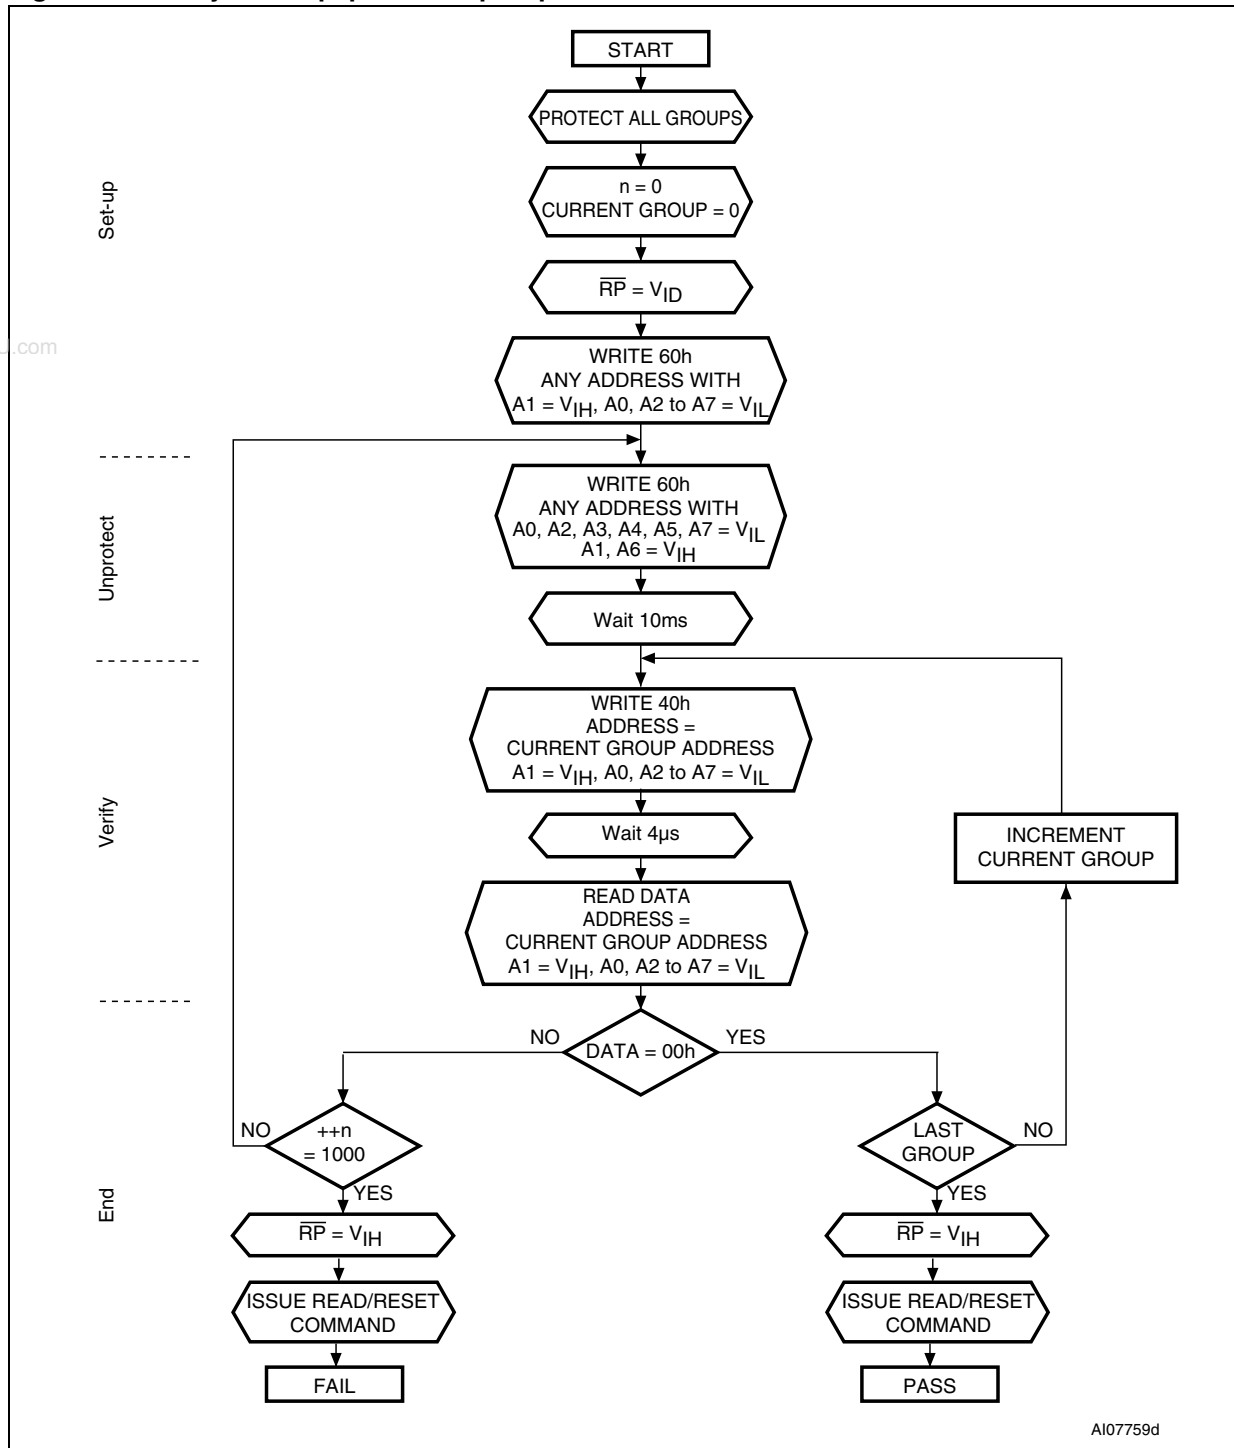 START
PROTECT ALL GROUPS
n = 0
CURRENT GROUP = 0
Set-up
RP = VID
.com
WRITE 60h
ANY ADDRESS WITH
A1 = VIH, A0, A2 to A7 = VIL
WRITE 60h
ANY ADDRESS WITH
A0, A2, A3, A4, A5, A7 = VIL
A1, A6 = VIH
Unprotect
Wait 10ms
WRITE 40h
ADDRESS =
CURRENT GROUP ADDRESS
A1 = VIH, A0, A2 to A7 = VIL
Verify
Wait 4µs
INCREMENT
CURRENT GROUP
READ DATA
ADDRESS =
CURRENT GROUP ADDRESS
A1 = VIH, A0, A2 to A7 = VIL
NO
DATA = 00h
YES
NO
++n
= 1000
LAST
GROUP
NO
YES
YES
End
RP = VIH
RP = VIH
ISSUE READ/RESET
COMMAND
ISSUE READ/RESET
COMMAND
FAIL
PASS
AI07759d